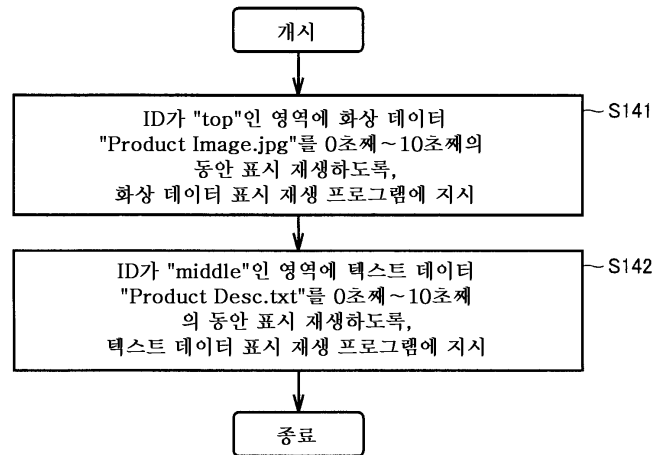 개시
ID가 "top"인 영역에 화상 데이터
"Product Image.jpg"를 0초째~10초째의
동안 표시 재생하도록,
화상 데이터 표시 재생 프로그램에 지시
S141
ID가 "middle"인 영역에 텍스트 데이터
"Product Desc.txt"를 0초째~10초째
의 동안 표시 재생하도록,
텍스트 데이터 표시 재생 프로그램에 지시
S142
종료